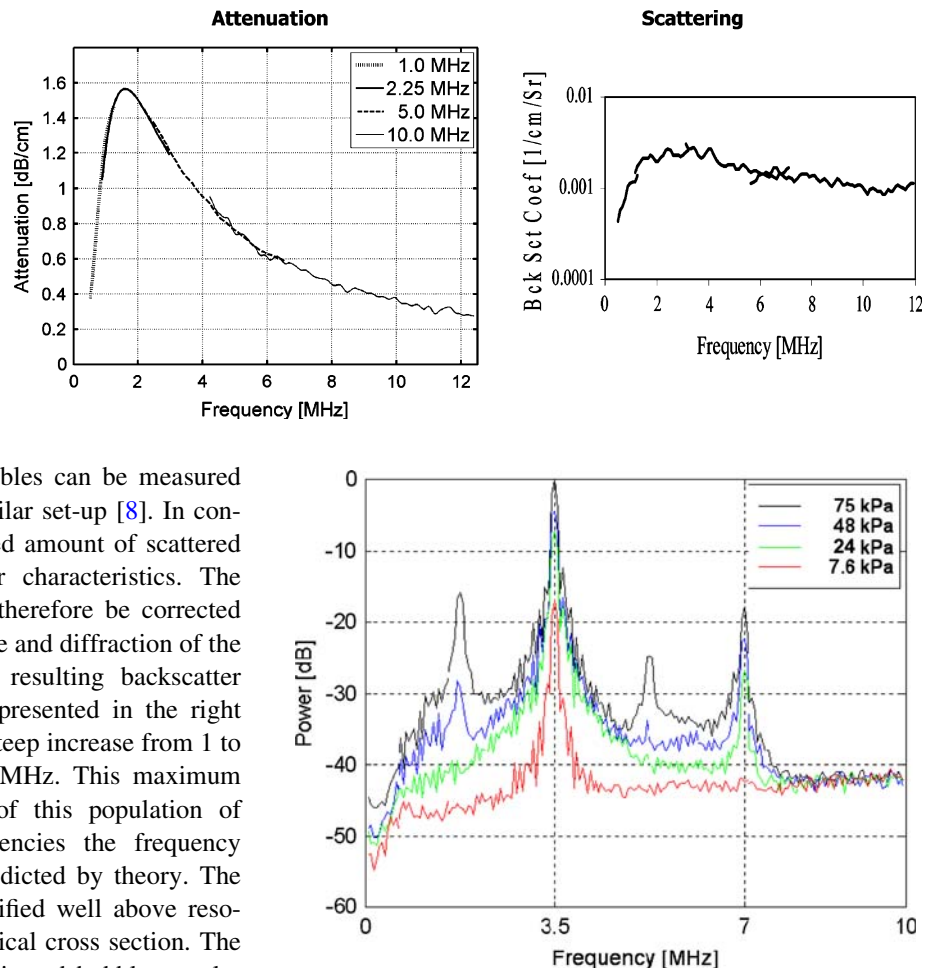 Attenuation
Scattering
Attenuation [dB/cm]
1.6
1.4
1.2
1
0.8
0.6
0.4
0.2
0
0 2 4 6 8 10 12
Frequency [MHz]
1.0 MHz
2.25 MHz
5.0 MHz
10.0 MHz
Bck Sct Coef [1/cm/Sr]
0.01
0.001
0.0001
0 2 4 6 8 10 12
Frequency [MHz]
bles can be measured
ilar set-up [8]. In con-
ed amount of scattered
r characteristics. The
therefore be corrected
e and diffraction of the
resulting backscatter
presented in the right
teep increase from 1 to
MHz. This maximum
of this population of
encies the frequency
dicted by theory. The
ified well above reso-
ical cross section. The
Power [dB]
0
-10
-20
-30
-40
-50
-60
0 3.5 7 10
Frequency [MHz]
75 kPa
48 kPa
24 kPa
7.6 kPa